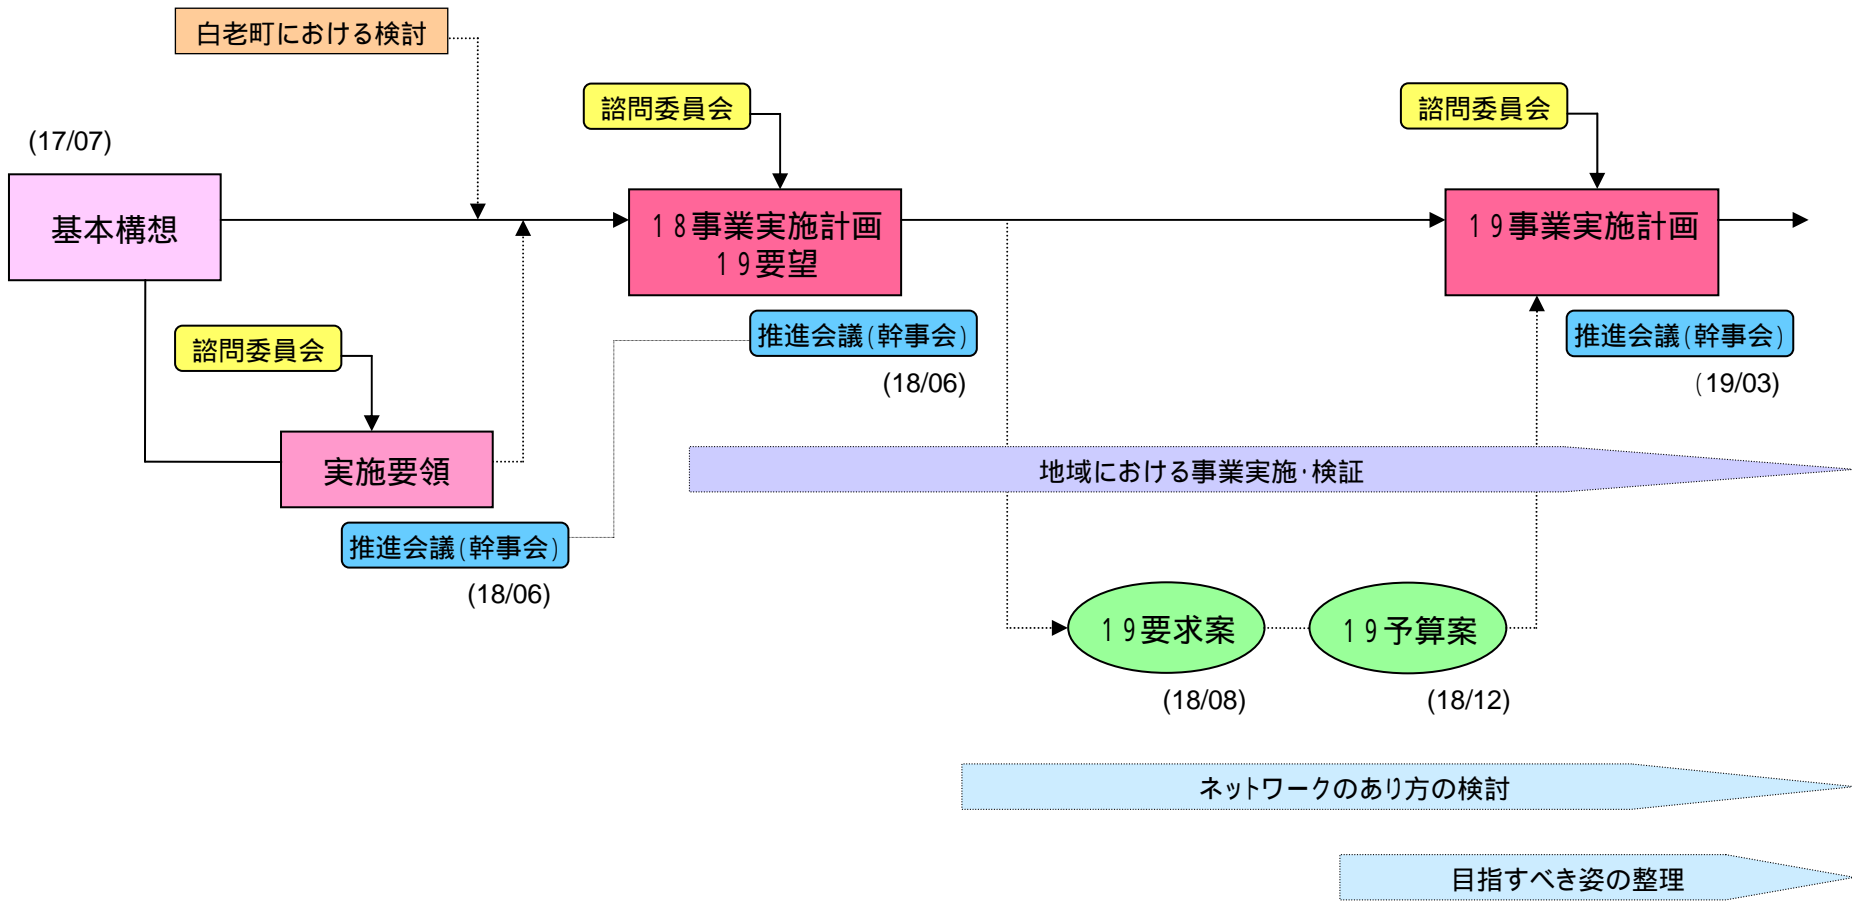 白老町における検討
諮問委員会
諮問委員会
(17/07)
基本構想
18事業実施計画
19要望
19事業実施計画
諮問委員会
推進会議(幹事会)
推進会議(幹事会)
(18/06)
(19/03)
実施要領
地域における事業実施・検証
推進会議(幹事会)
(18/06)
19要求案
19予算案
(18/08)
(18/12)
ネットワークのあり方の検討
目指すべき姿の整理